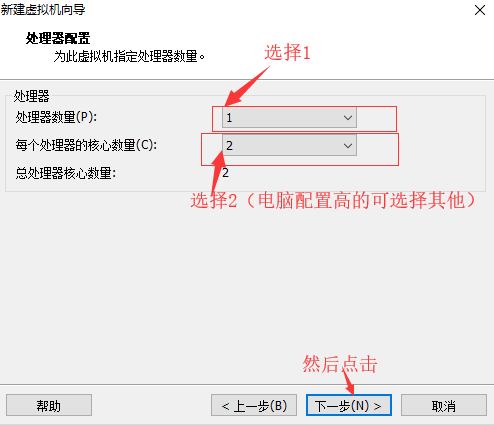 新建虚拟机向导
处理器配置
为此虚拟机指定处理器数量。
选择1
处理器
处理器数量(P): 1
每个处理器的核心数量(C): 2
总处理器核心数量: 2
选择2（电脑配置高的可选择其他）
然后点击
帮助 < 上一步(B) 下一步(N) > 取消